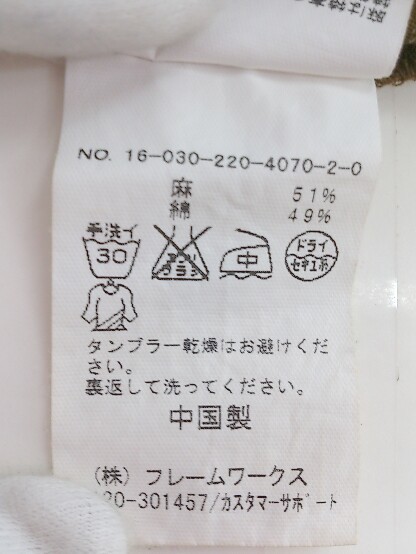 NO. 16-030-220-4070-2-0
麻 51%
綿 49%
手洗イ
30
エンソサラシ
中
ドライ
セキユ系
タンブラー乾燥はお避けくだ
さい。
裏返して洗ってください。
中国製
(株) フレームワークス
20-301457/カスタマーサポート